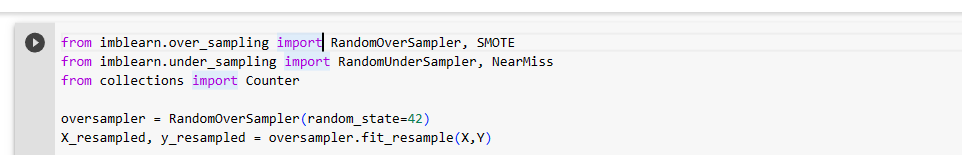 from imblearn.over_sampling import RandomOverSampler, SMOTE
from imblearn.under_sampling import RandomUnderSampler, NearMiss
from collections import Counter
oversampler = RandomOverSampler(random_state=42)
X_resampled, y_resampled = oversampler.fit_resample(X,Y)